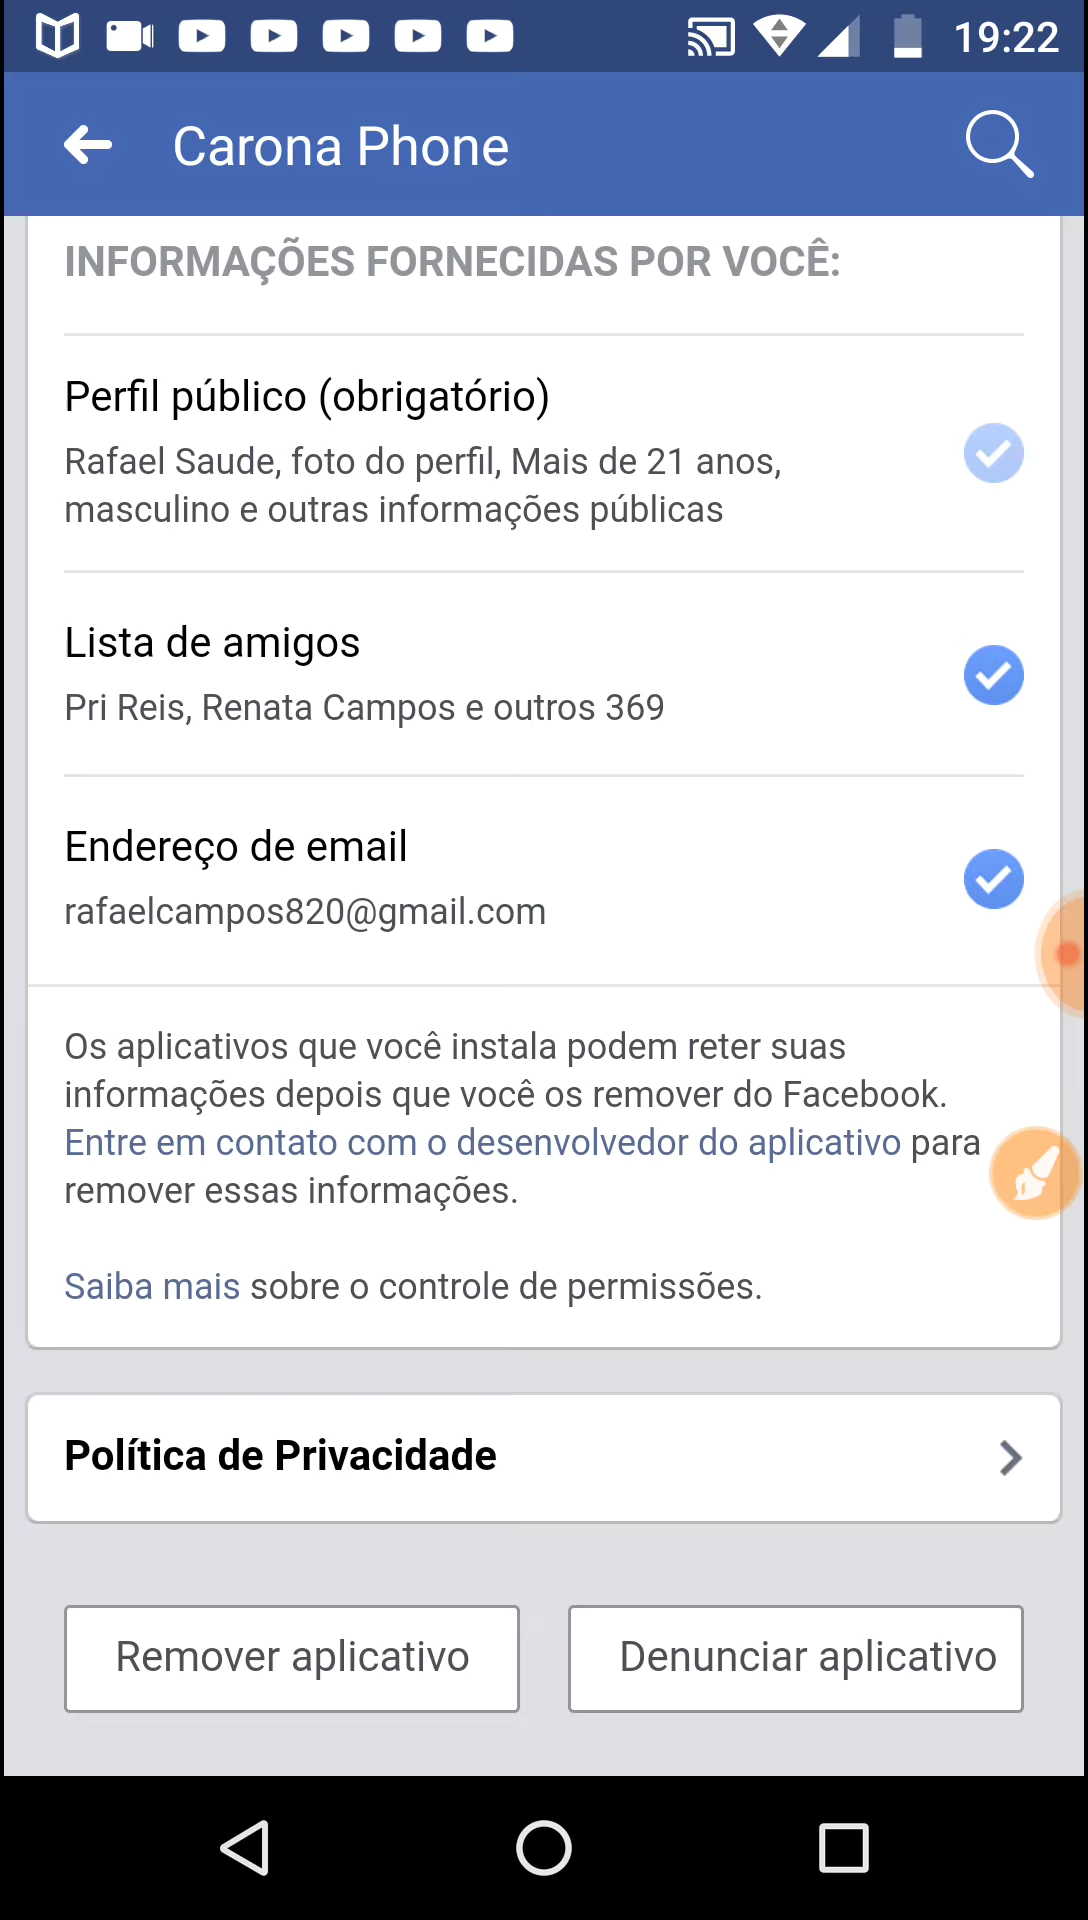 19:22
Carona Phone
INFORMAÇÕES FORNECIDAS POR VOCÊ:
Perfil público (obrigatório)
Rafael Saude, foto do perfil, Mais de 21 anos,
masculino e outras informações públicas
Lista de amigos
Pri Reis, Renata Campos e outros 369
Endereço de email
rafaelcampos820@gmail.com
Os aplicativos que você instala podem reter suas
informações depois que você os remover do Facebook.
Entre em contato com o desenvolvedor do aplicativo para
remover essas informações.
Saiba mais sobre o controle de permissões.
Política de Privacidade
Remover aplicativo
Denunciar aplicativo